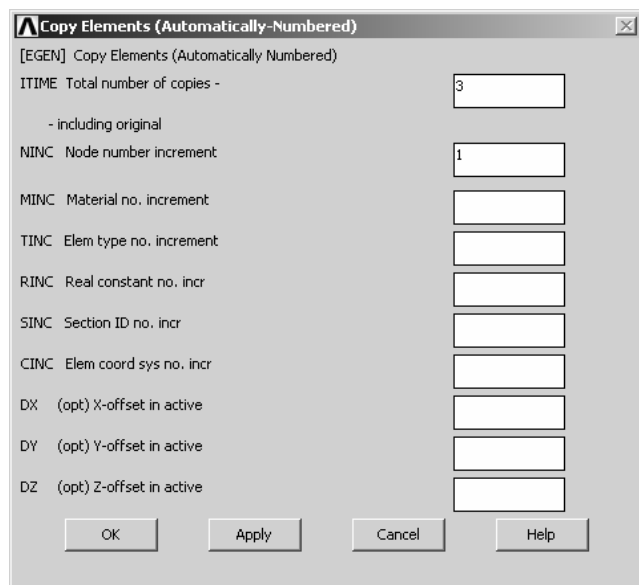 Copy Elements (Automatically-Numbered)
[EGEN] Copy Elements (Automatically Numbered)
ITIME Total number of copies - 3
- including original
NINC Node number increment 1
MINC Material no. increment
TINC Elem type no. increment
RINC Real constant no. incr
SINC Section ID no. incr
CINC Elem coord sys no. incr
DX (opt) X-offset in active
DY (opt) Y-offset in active
DZ (opt) Z-offset in active
OK Apply Cancel Help